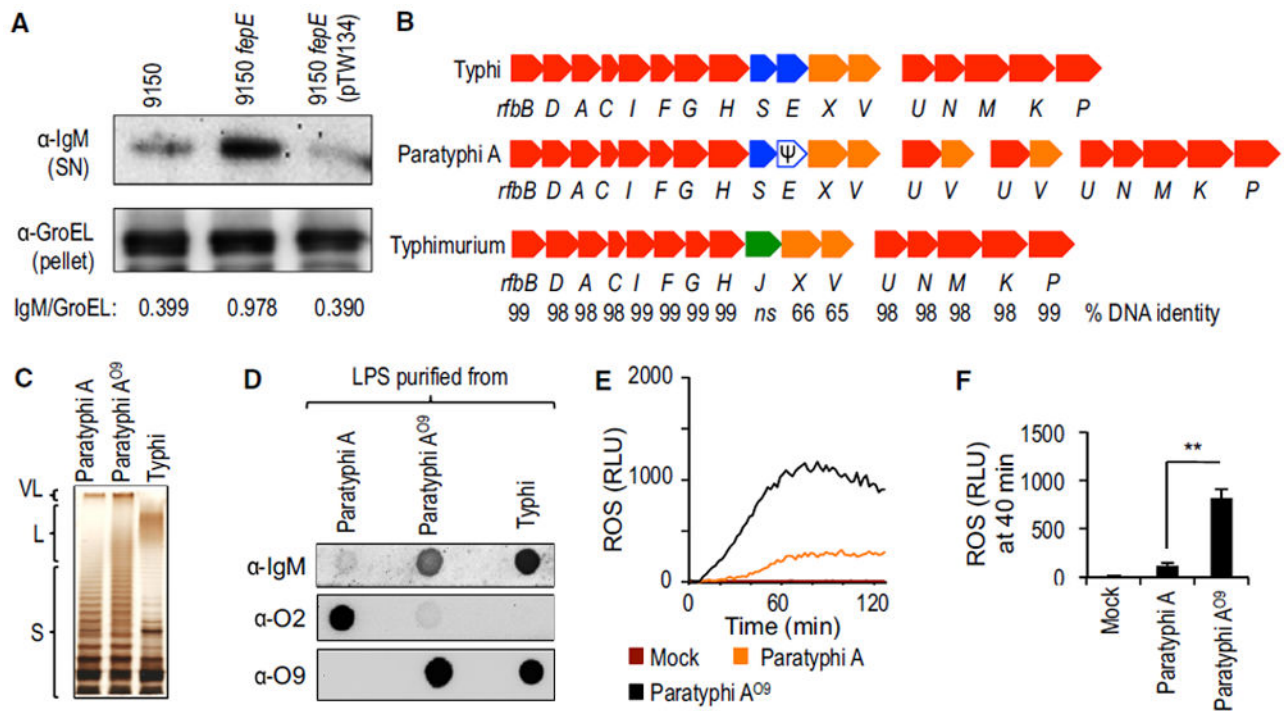 A
9150
9150 fepE
9150 fepE (pTW134)
α-IgM (SN)
α-GroEL (pellet)
IgM/GroEL: 0.399 0.978 0.390
B
Typhi
rfbB D A C I F G H S E X V U N M K P
Paratyphi A Ψ
rfbB D A C I F G H S E X V U V U V U N M K P
Typhimurium
rfbB D A C I F G H J X V U N M K P
99 98 98 98 99 99 99 99 ns 66 65 98 98 98 98 99 % DNA identity
C
Paratyphi A
Paratyphi A^O9
Typhi
VL
L
S
D
LPS purified from
Paratyphi A
Paratyphi A^O9
Typhi
α-IgM
α-O2
α-O9
E
ROS (RLU)
2000
1000
0
0 60 120
Time (min)
Mock Paratyphi A
Paratyphi A^O9
F
ROS (RLU) at 40 min
1500
1000
500
0
**
Mock
Paratyphi A
Paratyphi A^O9